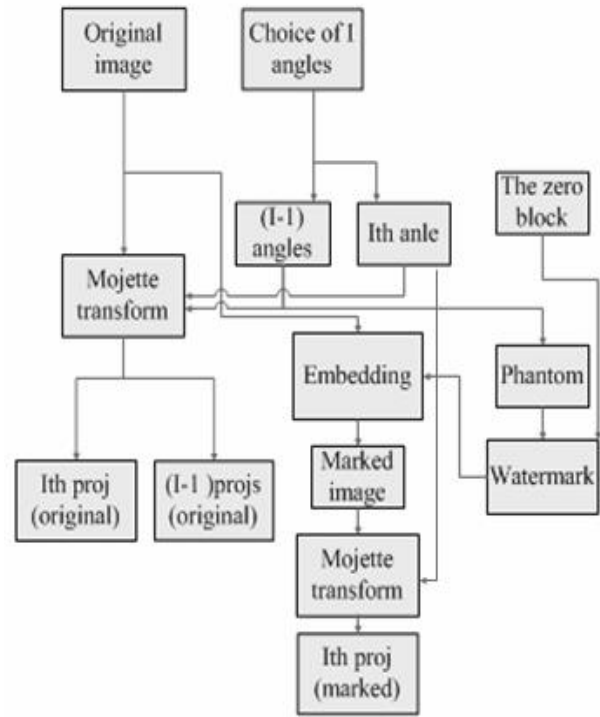 Original
image
Choice of I
angles
(I-1)
angles
Ith anle
The zero
block
Mojette
transform
Embedding
Phantom
Ith proj
(original)
(I-1 )projs
(original)
Marked
image
Watermark
Mojette
transform
Ith proj
(marked)